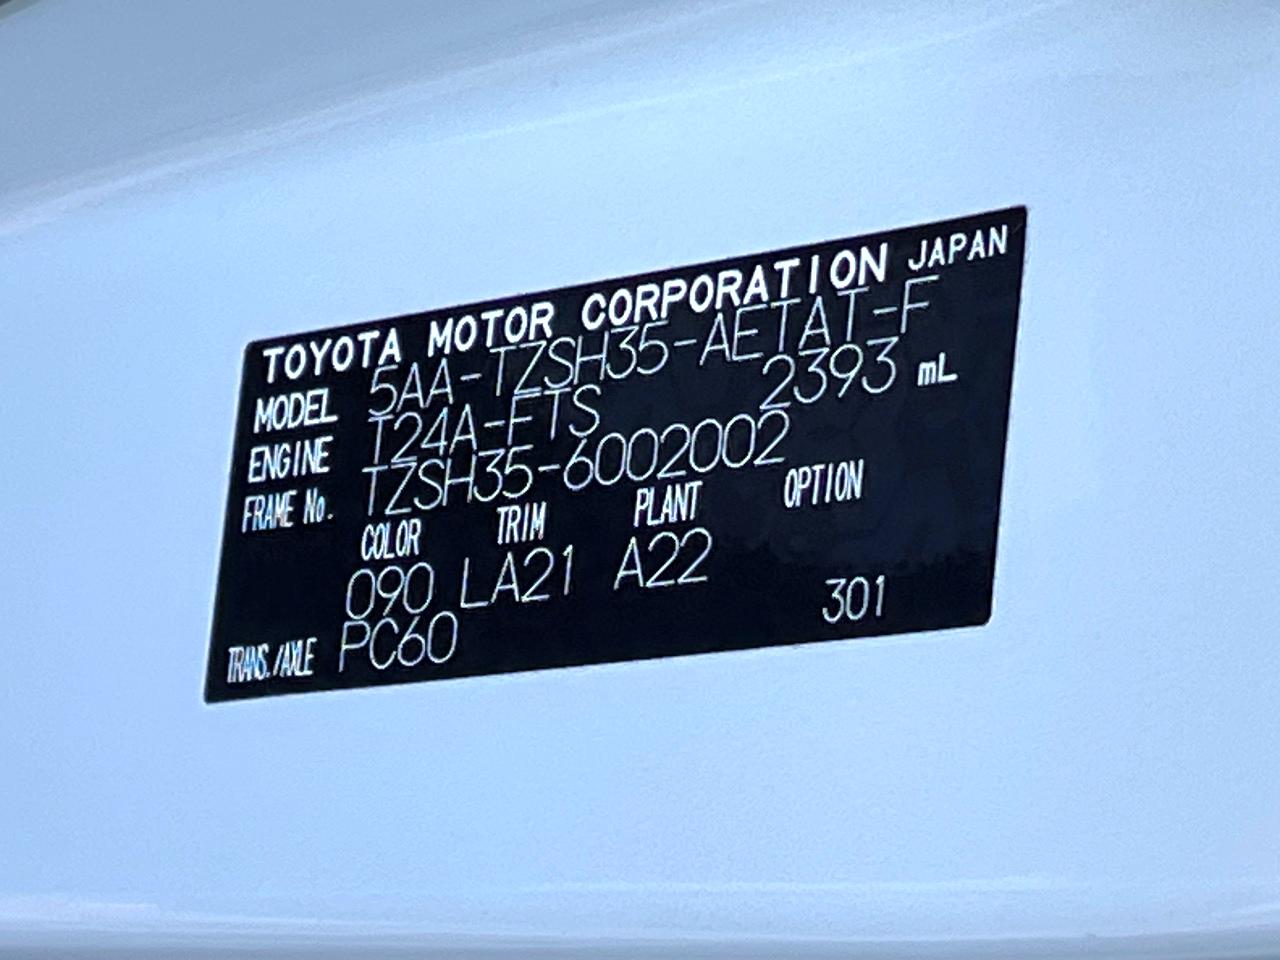 TOYOTA MOTOR CORPORATION JAPAN
MODEL 5AA-TZSH35-AETAT-F
ENGINE T24A-FTS 2393 mL
FRAME No. TZSH35-6002002
COLOR TRIM PLANT OPTION
090 LA21 A22
TRANS./AXLE PC60 301